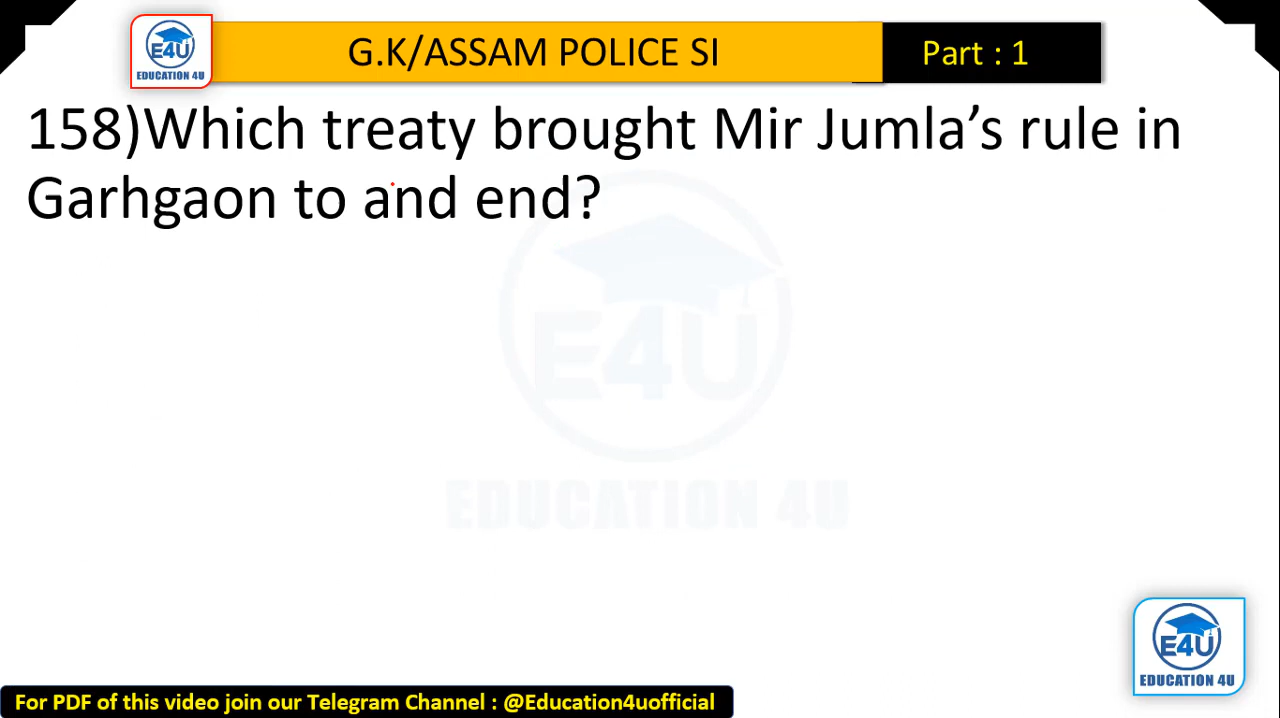 E4U
EDUCATION 4U
G.K/ASSAM POLICE SI
Part : 1
158)Which treaty brought Mir Jumla’s rule in
Garhgaon to and end?
E4U
EDUCATION 4U
E4U
EDUCATION 4U
For PDF of this video join our Telegram Channel : @Education4uofficial